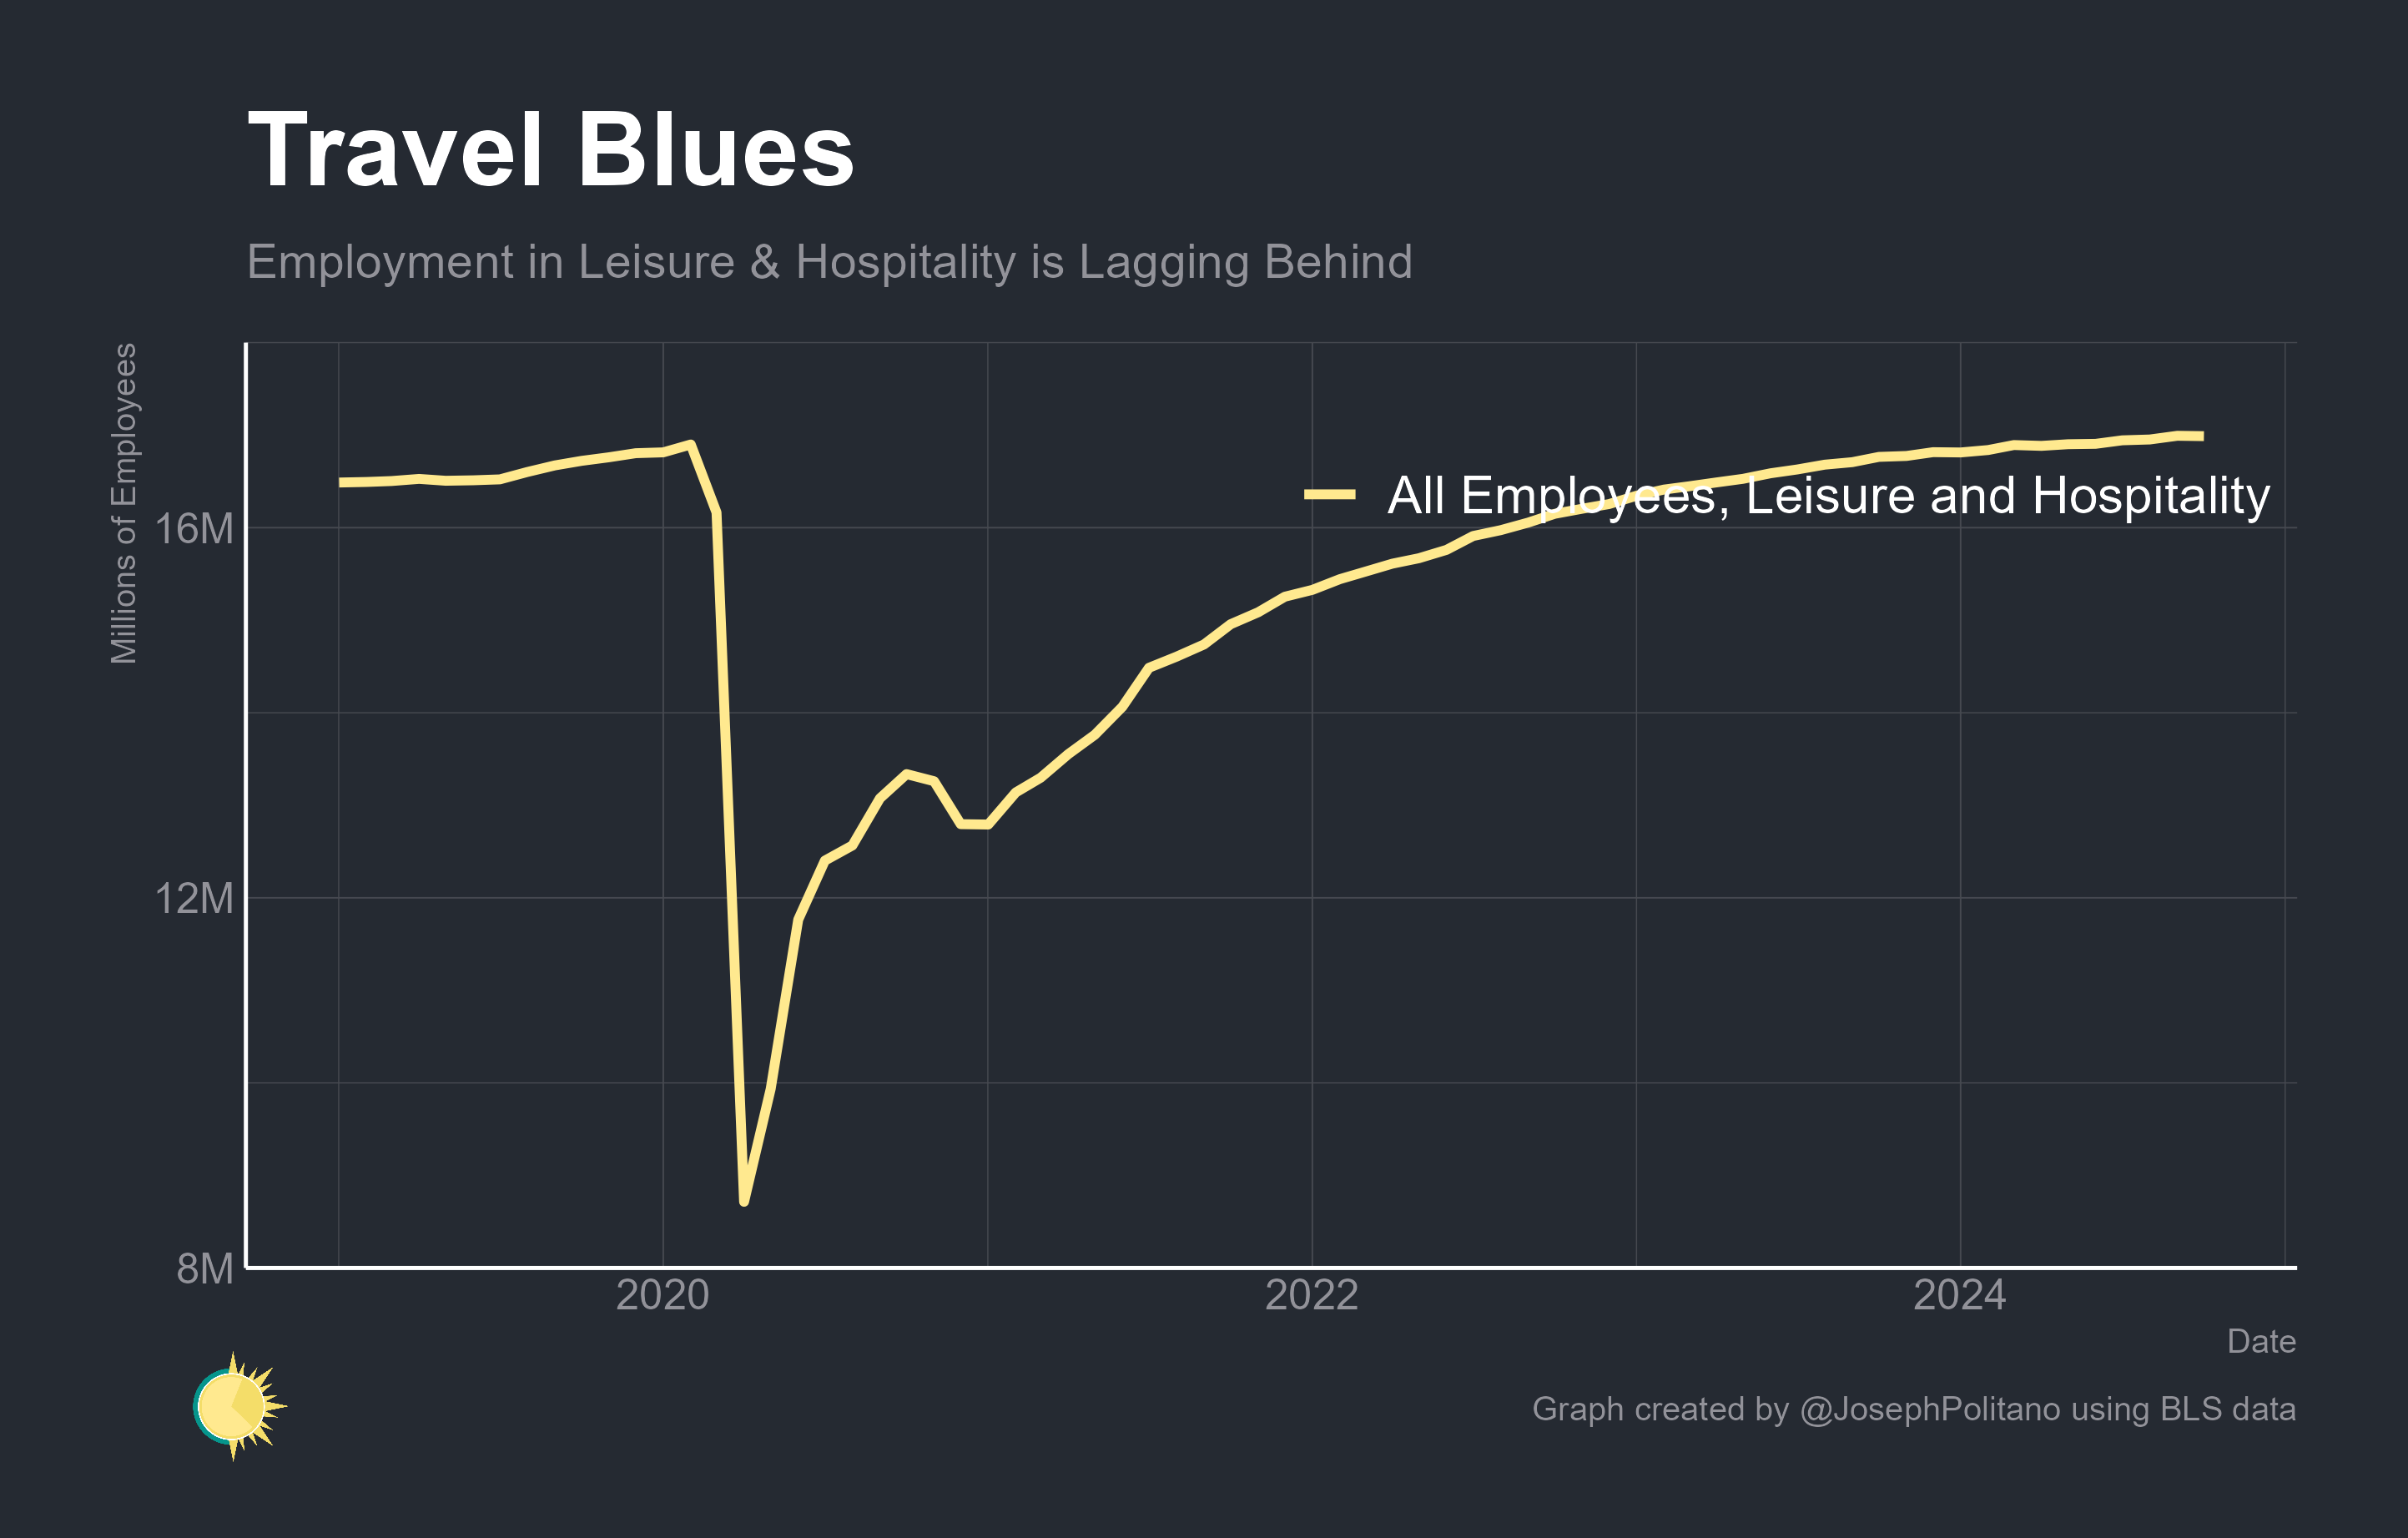 Travel Blues
Employment in Leisure & Hospitality is Lagging Behind
Millions of Employees
16M
12M
8M
All Employees, Leisure and Hospitality
2020
2022
2024
Date
Graph created by @JosephPolitano using BLS data